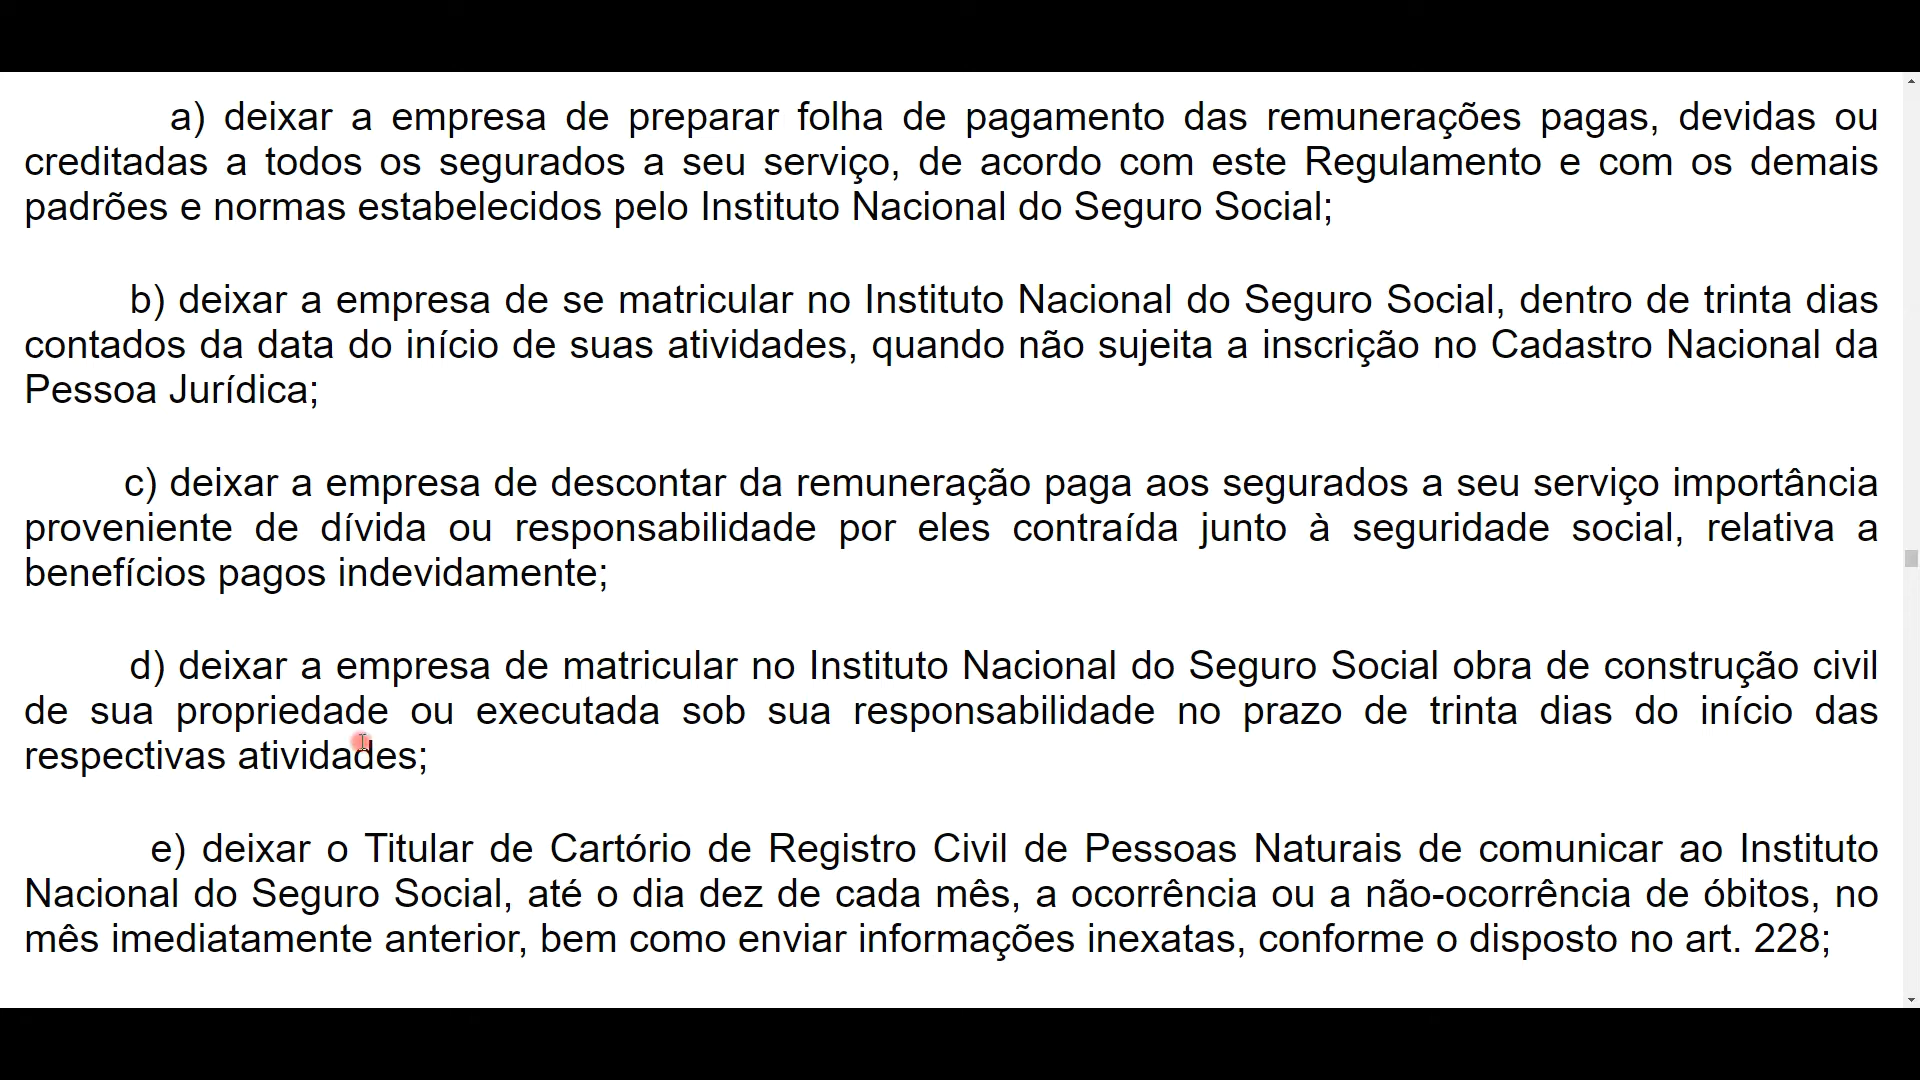 a) deixar a empresa de preparar folha de pagamento das remunerações pagas, devidas ou
creditadas a todos os segurados a seu serviço, de acordo com este Regulamento e com os demais
padrões e normas estabelecidos pelo Instituto Nacional do Seguro Social;
b) deixar a empresa de se matricular no Instituto Nacional do Seguro Social, dentro de trinta dias
contados da data do início de suas atividades, quando não sujeita a inscrição no Cadastro Nacional da
Pessoa Jurídica;
c) deixar a empresa de descontar da remuneração paga aos segurados a seu serviço importância
proveniente de dívida ou responsabilidade por eles contraída junto à seguridade social, relativa a
benefícios pagos indevidamente;
d) deixar a empresa de matricular no Instituto Nacional do Seguro Social obra de construção civil
de sua propriedade ou executada sob sua responsabilidade no prazo de trinta dias do início das
respectivas atividades;
e) deixar o Titular de Cartório de Registro Civil de Pessoas Naturais de comunicar ao Instituto
Nacional do Seguro Social, até o dia dez de cada mês, a ocorrência ou a não-ocorrência de óbitos, no
mês imediatamente anterior, bem como enviar informações inexatas, conforme o disposto no art. 228;